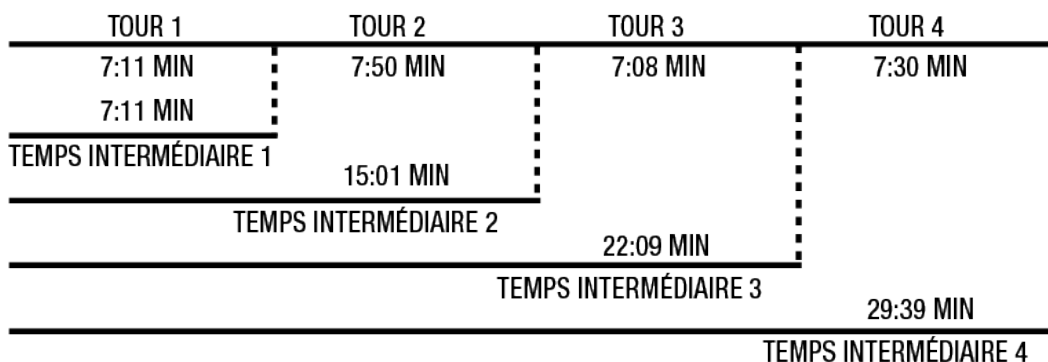 TOUR 1 TOUR 2 TOUR 3 TOUR 4
7:11 MIN 7:50 MIN 7:08 MIN 7:30 MIN
7:11 MIN
TEMPS INTERMÉDIAIRE 1
15:01 MIN
TEMPS INTERMÉDIAIRE 2
22:09 MIN
TEMPS INTERMÉDIAIRE 3
29:39 MIN
TEMPS INTERMÉDIAIRE 4